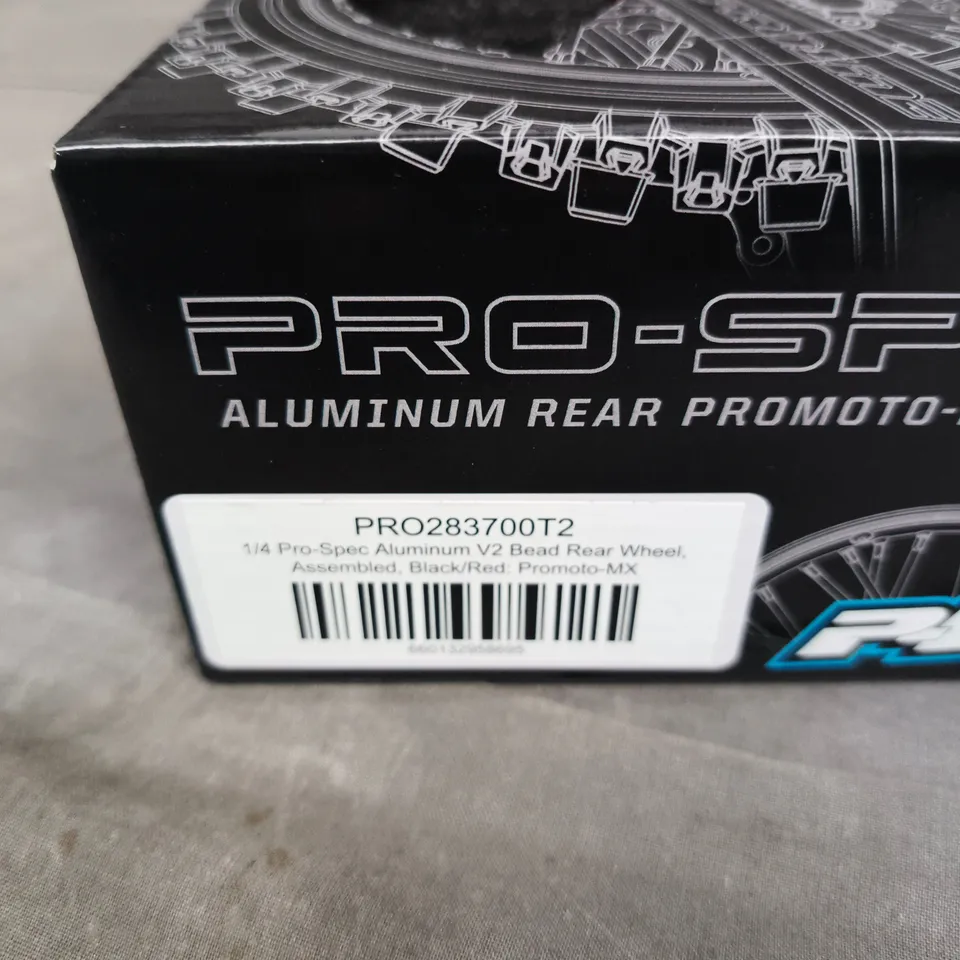 PRO-SP
ALUMINUM REAR PROMOTO-
PRO283700T2
1/4 Pro-Spec Aluminum V2 Bead Rear Wheel,
Assembled, Black/Red: Promoto-MX